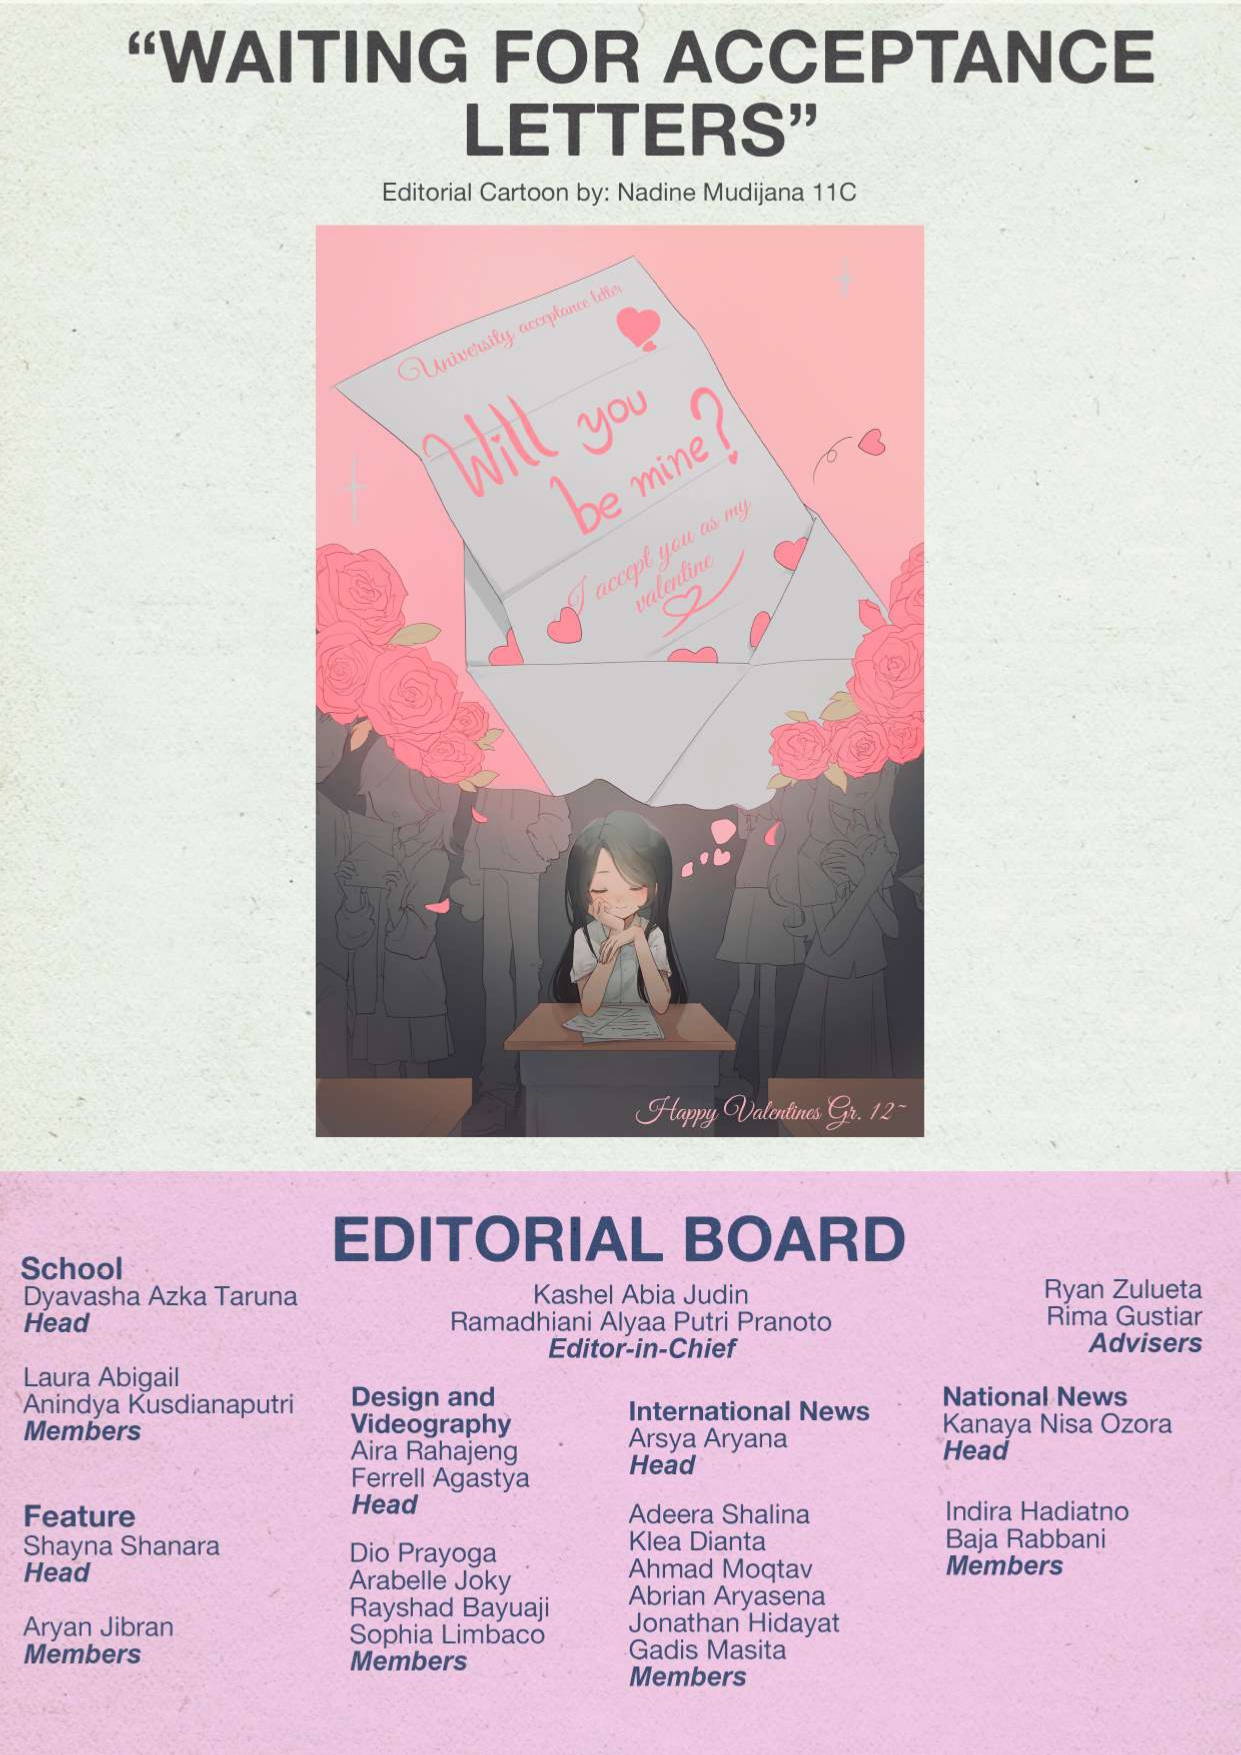 “WAITING FOR ACCEPTANCE
LETTERS”
Editorial Cartoon by: Nadine Mudijana 11C
University acceptance letter
Will you
be mine?
I accept you as my
valentine
Happy Valentines Gr. 12~
EDITORIAL BOARD
Kashel Abia Judin
Ramadhiani Alyaa Putri Pranoto
Editor-in-Chief
Ryan Zulueta
Rima Gustiar
Advisers
School
Dyavasha Azka Taruna
Head
Laura Abigail
Anindya Kusdianaputri
Members
Feature
Shayna Shanara
Head
Aryan Jibran
Members
Design and
Videography
Aira Rahajeng
Ferrell Agastya
Head
Dio Prayoga
Arabelle Joky
Rayshad Bayuaji
Sophia Limbaco
Members
International News
Arsya Aryana
Head
Adeera Shalina
Klea Dianta
Ahmad Moqtav
Abrian Aryasena
Jonathan Hidayat
Gadis Masita
Members
National News
Kanaya Nisa Ozora
Head
Indira Hadiatno
Baja Rabbani
Members